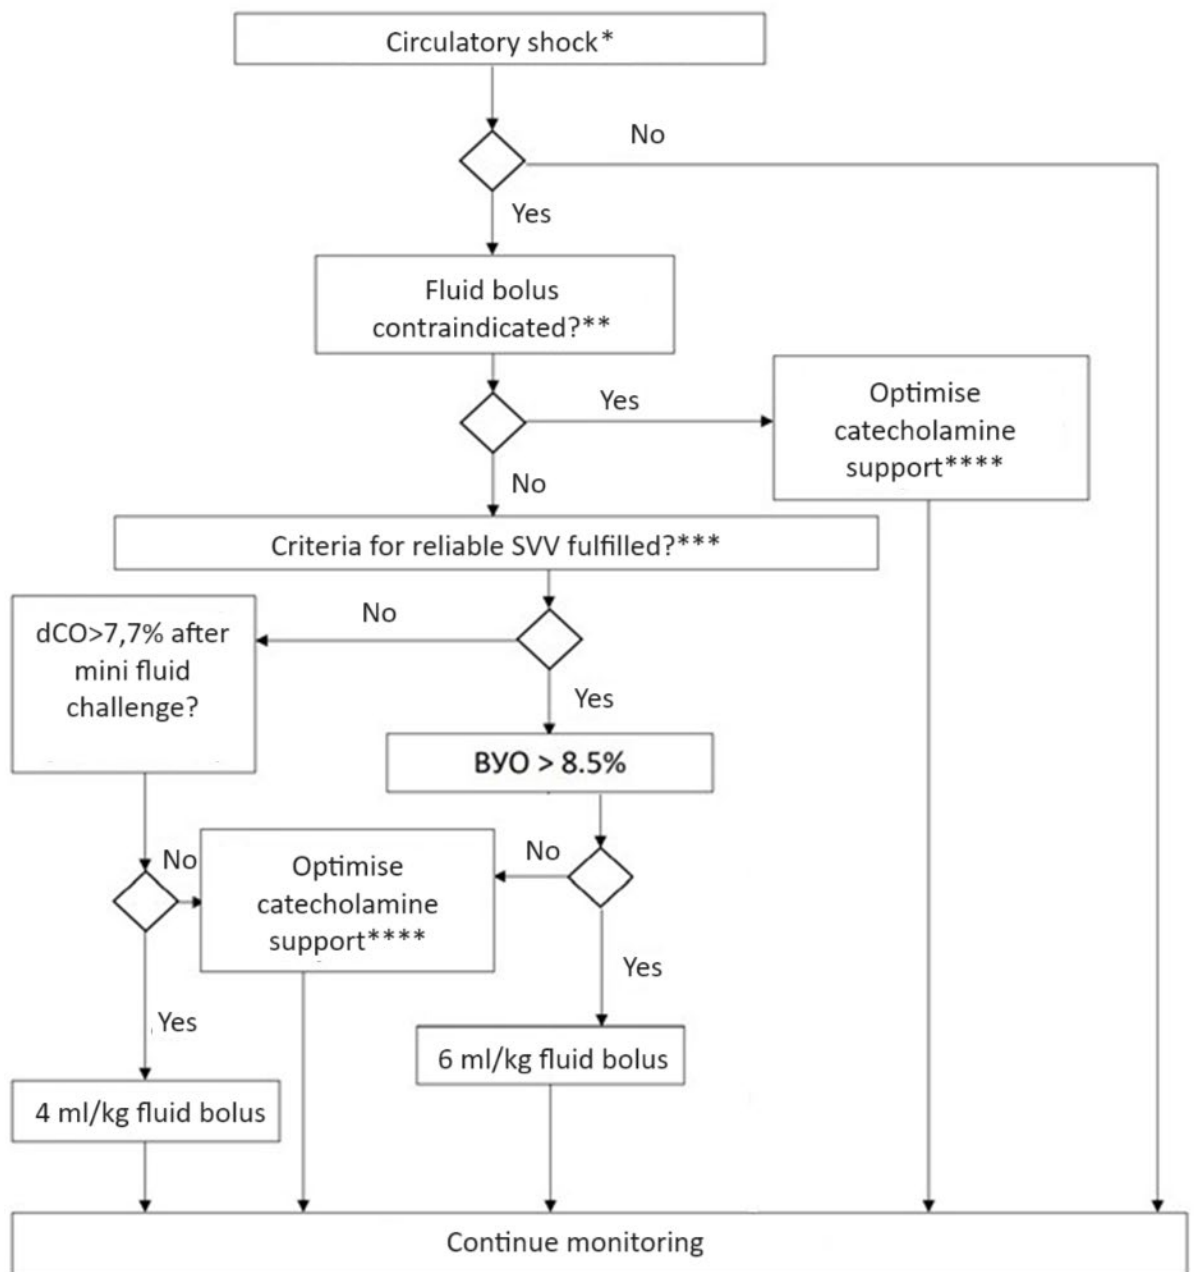 Circulatory shock*
No
Yes
Fluid bolus
contraindicated?**
Yes
Optimise
catecholamine
support****
No
Criteria for reliable SVV fulfilled?***
No
dCO>7,7% after
mini fluid
challenge?
Yes
ВУО > 8.5%
No
Optimise
catecholamine
support****
No
Yes
Yes
6 ml/kg fluid bolus
4 ml/kg fluid bolus
Continue monitoring